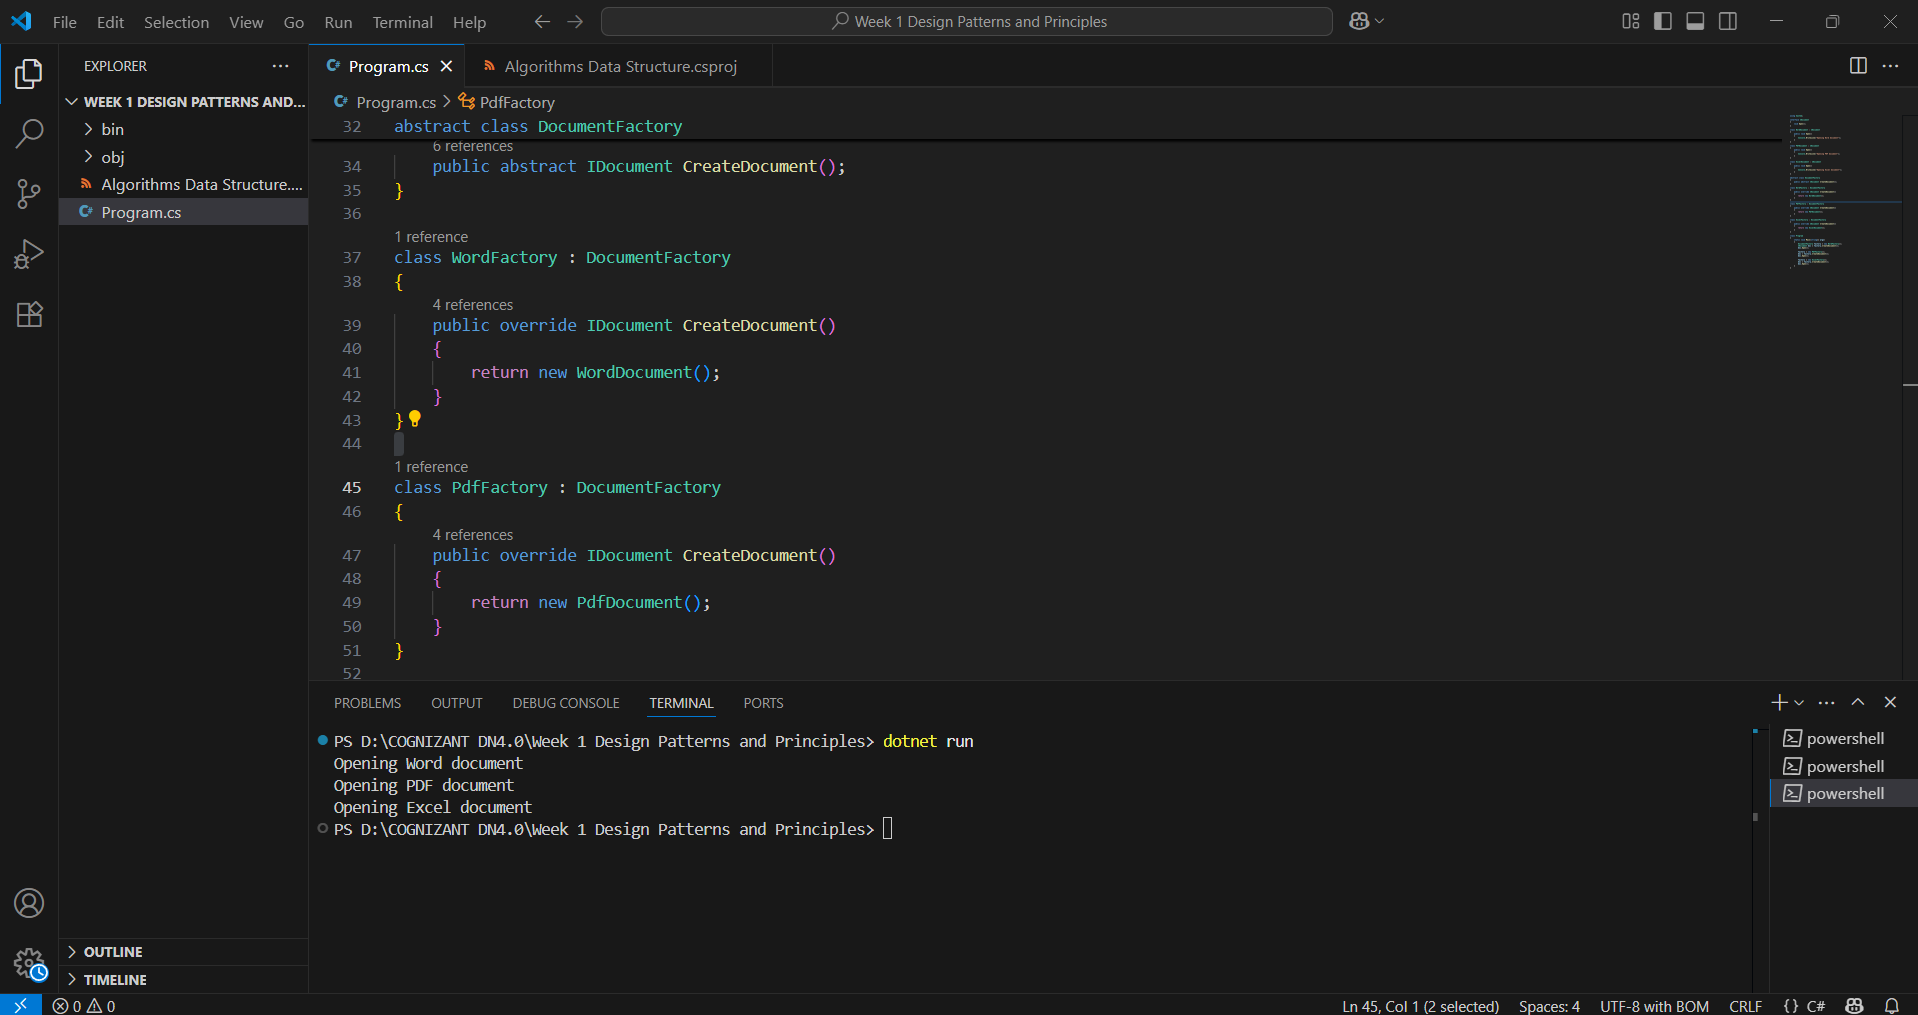 File Edit Selection View Go Run Terminal Help
Week 1 Design Patterns and Principles
EXPLORER
WEEK 1 DESIGN PATTERNS AND...
bin
obj
Algorithms Data Structure....
Program.cs
OUTLINE
TIMELINE
Program.cs
Algorithms Data Structure.csproj
Program.cs > PdfFactory
32 abstract class DocumentFactory
6 references
34 public abstract IDocument CreateDocument();
35 }
36
1 reference
37 class WordFactory : DocumentFactory
38 {
4 references
39 public override IDocument CreateDocument()
40 {
41 return new WordDocument();
42 }
43 }
44
1 reference
45 class PdfFactory : DocumentFactory
46 {
4 references
47 public override IDocument CreateDocument()
48 {
49 return new PdfDocument();
50 }
51 }
52
PROBLEMS OUTPUT DEBUG CONSOLE TERMINAL PORTS
PS D:\COGNIZANT DN4.0\Week 1 Design Patterns and Principles> dotnet run
Opening Word document
Opening PDF document
Opening Excel document
PS D:\COGNIZANT DN4.0\Week 1 Design Patterns and Principles>
powershell
powershell
powershell
0 0
Ln 45, Col 1 (2 selected) Spaces: 4 UTF-8 with BOM CRLF {} C#